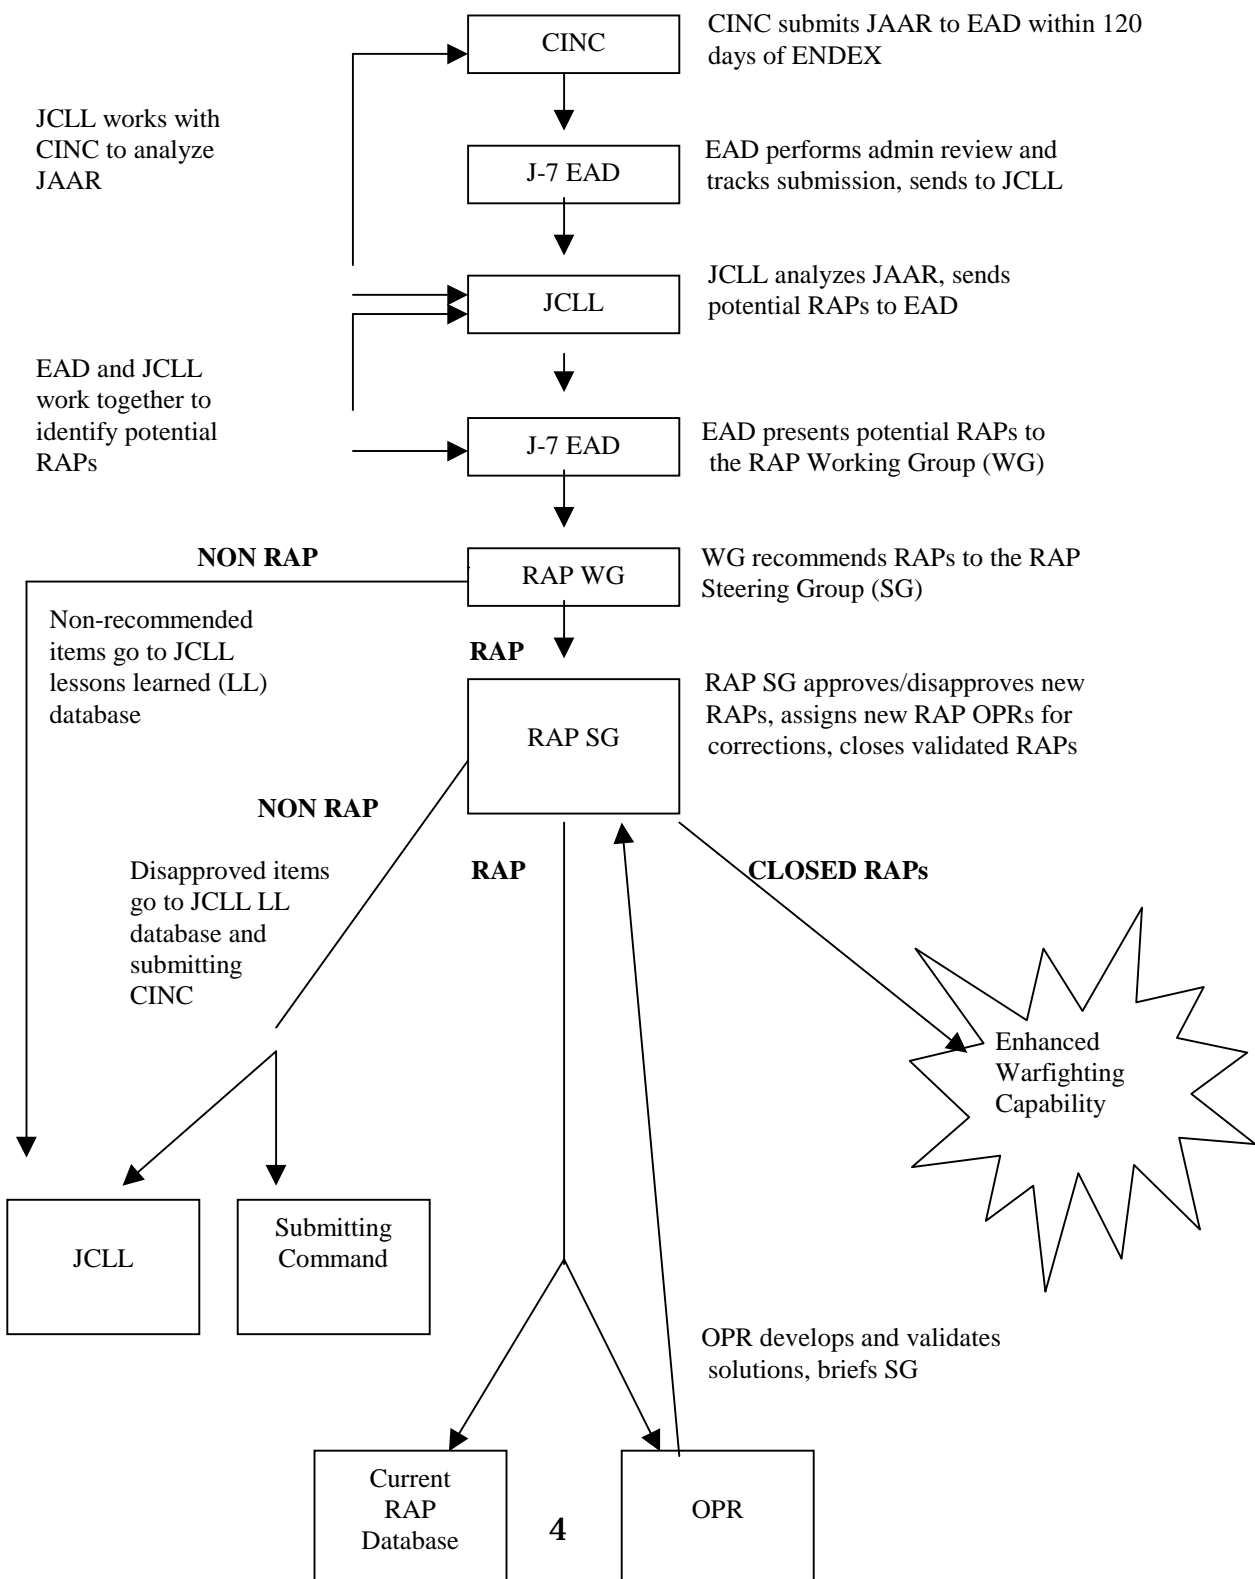 CINC
CINC submits JAAR to EAD within 120
days of ENDEX
JCLL works with
CINC to analyze
JAAR
J-7 EAD
EAD performs admin review and
tracks submission, sends to JCLL
JCLL
JCLL analyzes JAAR, sends
potential RAPs to EAD
EAD and JCLL
work together to
identify potential
RAPs
J-7 EAD
EAD presents potential RAPs to
the RAP Working Group (WG)
NON RAP
RAP WG
WG recommends RAPs to the RAP
Steering Group (SG)
Non-recommended
items go to JCLL
lessons learned (LL)
database
RAP
RAP SG
RAP SG approves/disapproves new
RAPs, assigns new RAP OPRs for
corrections, closes validated RAPs
NON RAP
Disapproved items
go to JCLL LL
database and
submitting
CINC
RAP
CLOSED RAPs
Enhanced
Warfighting
Capability
JCLL
Submitting
Command
OPR develops and validates
solutions, briefs SG
Current
RAP
Database
4
OPR